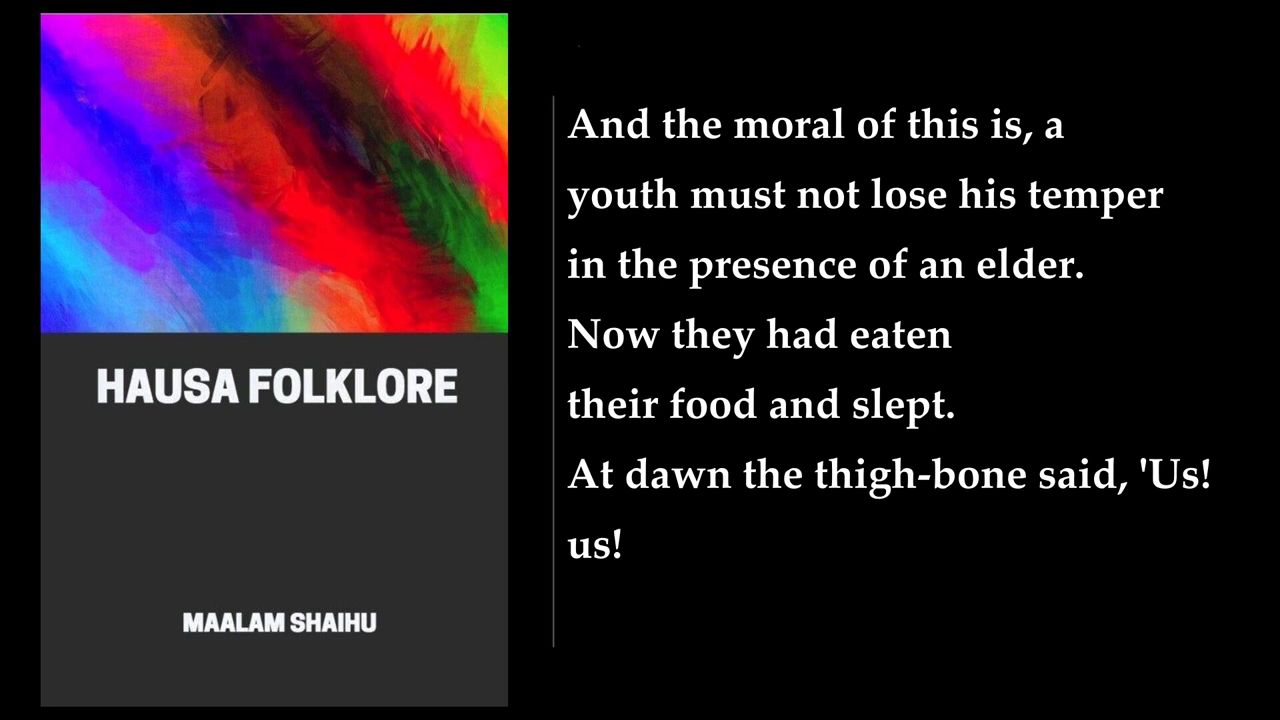 HAUSA FOLKLORE
MAALAM SHAIHU
And the moral of this is, a
youth must not lose his temper
in the presence of an elder.
Now they had eaten
their food and slept.
At dawn the thigh-bone said, 'Us!
us!